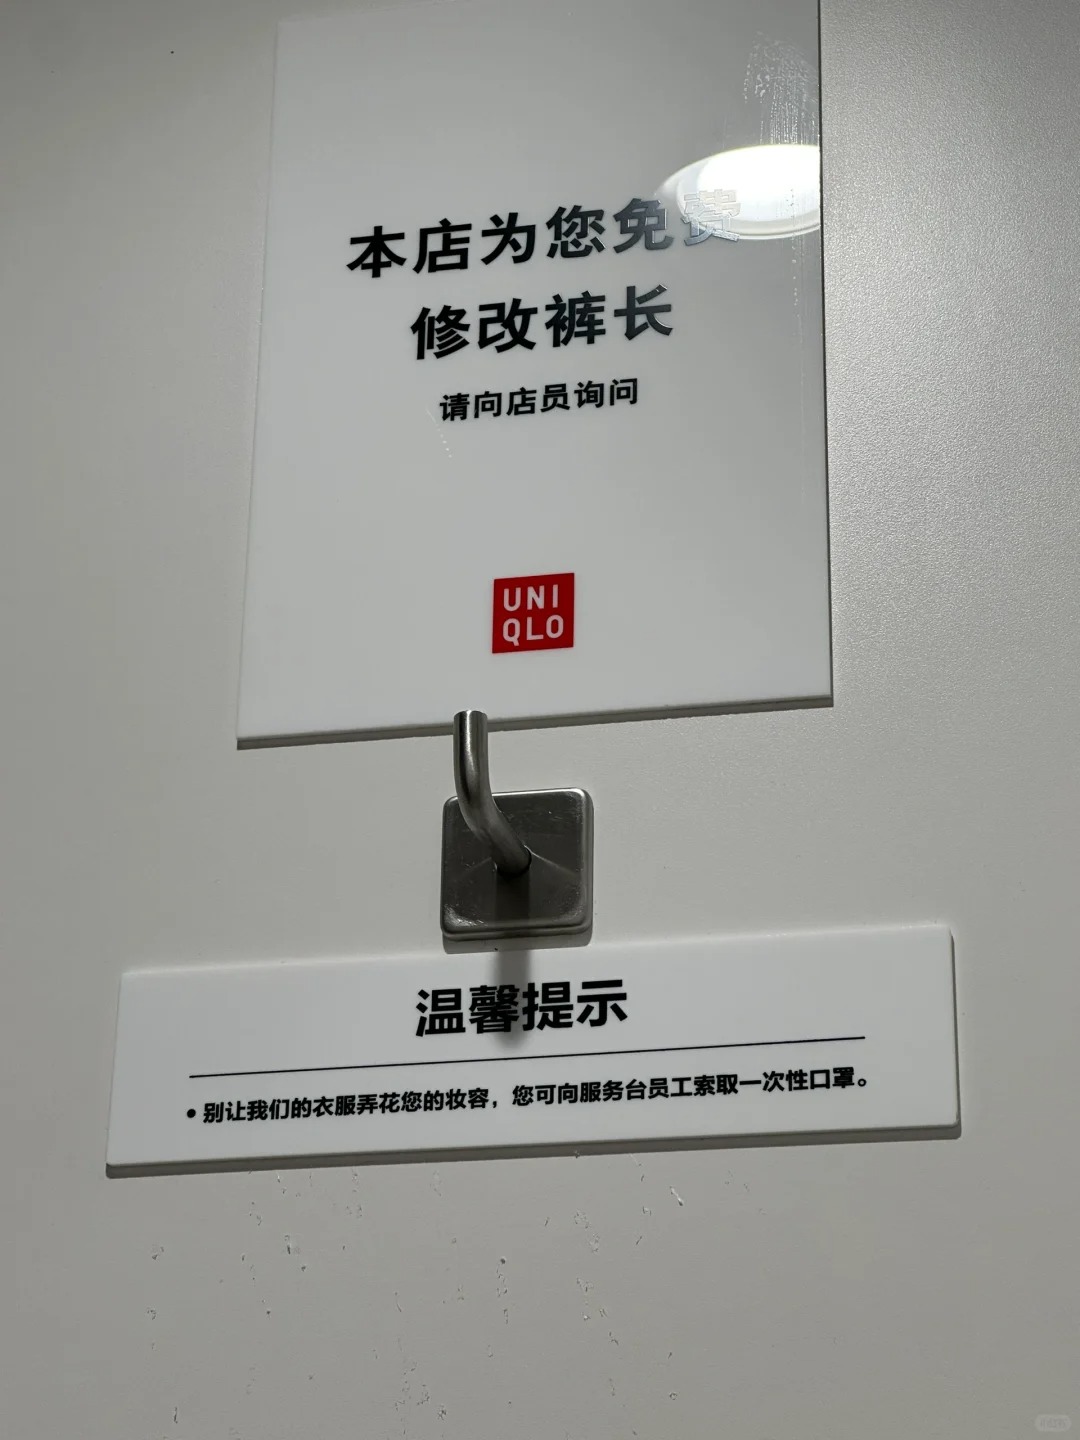 本店为您免费
修改裤长
请向店员询问
UNI
QLO
温馨提示
• 别让我们的衣服弄花您的妆容，您可向服务台员工索取一次性口罩。